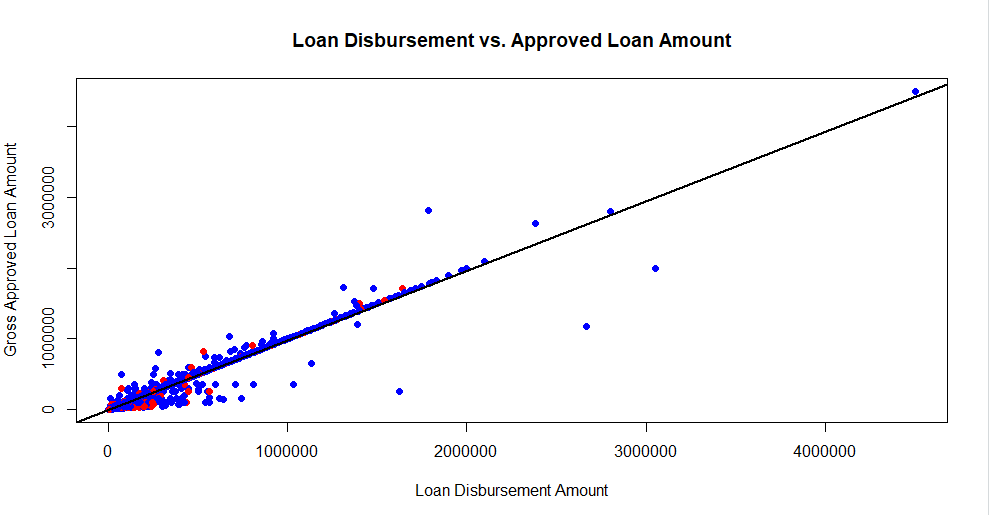 Loan Disbursement vs. Approved Loan Amount
Gross Approved Loan Amount
3000000
1000000
0
0 1000000 2000000 3000000 4000000
Loan Disbursement Amount